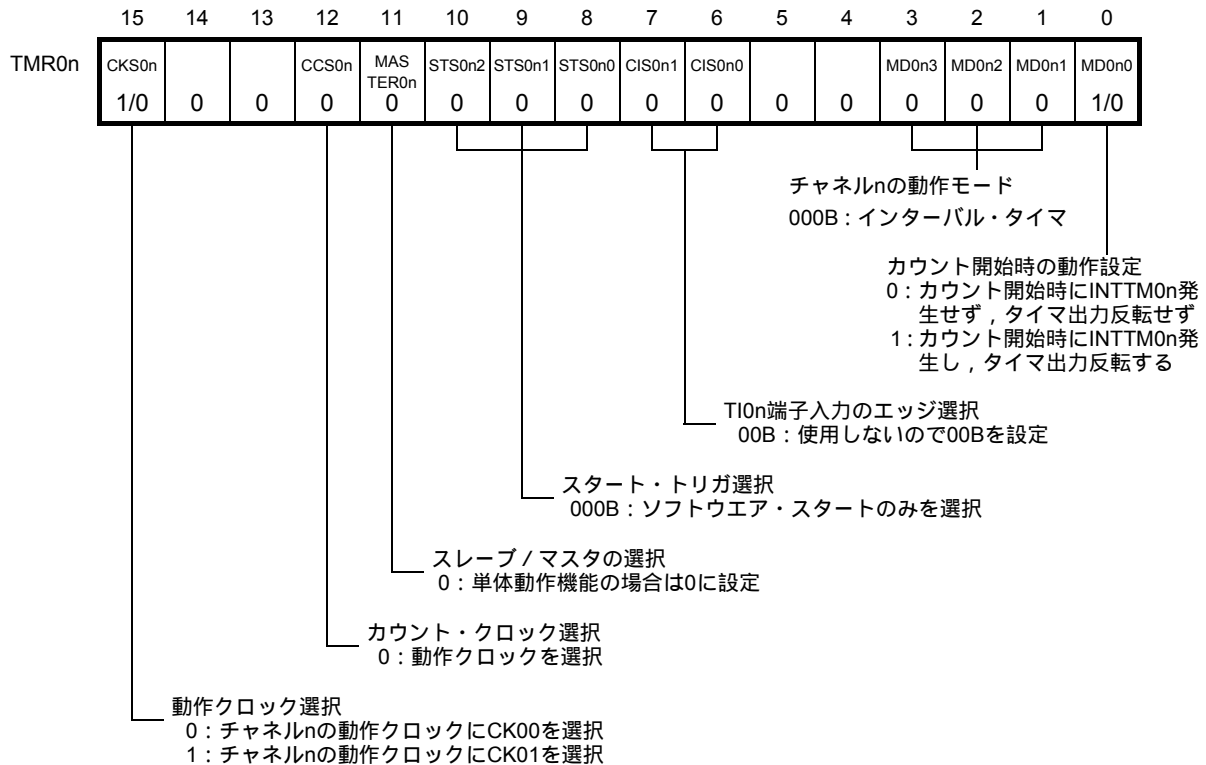 15 14 13 12 11 10 9 8 7 6 5 4 3 2 1 0
TMR0n
CKS0n CCS0n MAS TER0n STS0n2 STS0n1 STS0n0 CIS0n1 CIS0n0 MD0n3 MD0n2 MD0n1 MD0n0
1/0 0 0 0 0 0 0 0 0 0 0 0 0 0 0 1/0
チャネルnの動作モード
000B：インターバル・タイマ
カウント開始時の動作設定
0：カウント開始時にINTTM0n発
生せず，タイマ出力反転せず
1：カウント開始時にINTTM0n発
生し，タイマ出力反転する
TI0n端子入力のエッジ選択
00B：使用しないので00Bを設定
スタート・トリガ選択
000B：ソフトウエア・スタートのみを選択
スレーブ／マスタの選択
0：単体動作機能の場合は0に設定
カウント・クロック選択
0：動作クロックを選択
動作クロック選択
0：チャネルnの動作クロックにCK00を選択
1：チャネルnの動作クロックにCK01を選択